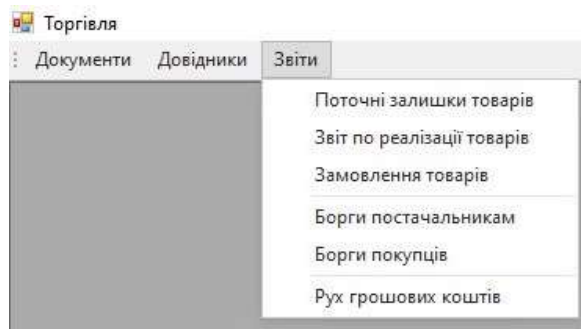 Торгівля
Документи Довідники Звіти
Поточні залишки товарів
Звіт по реалізації товарів
Замовлення товарів
Борги постачальникам
Борги покупців
Рух грошових коштів